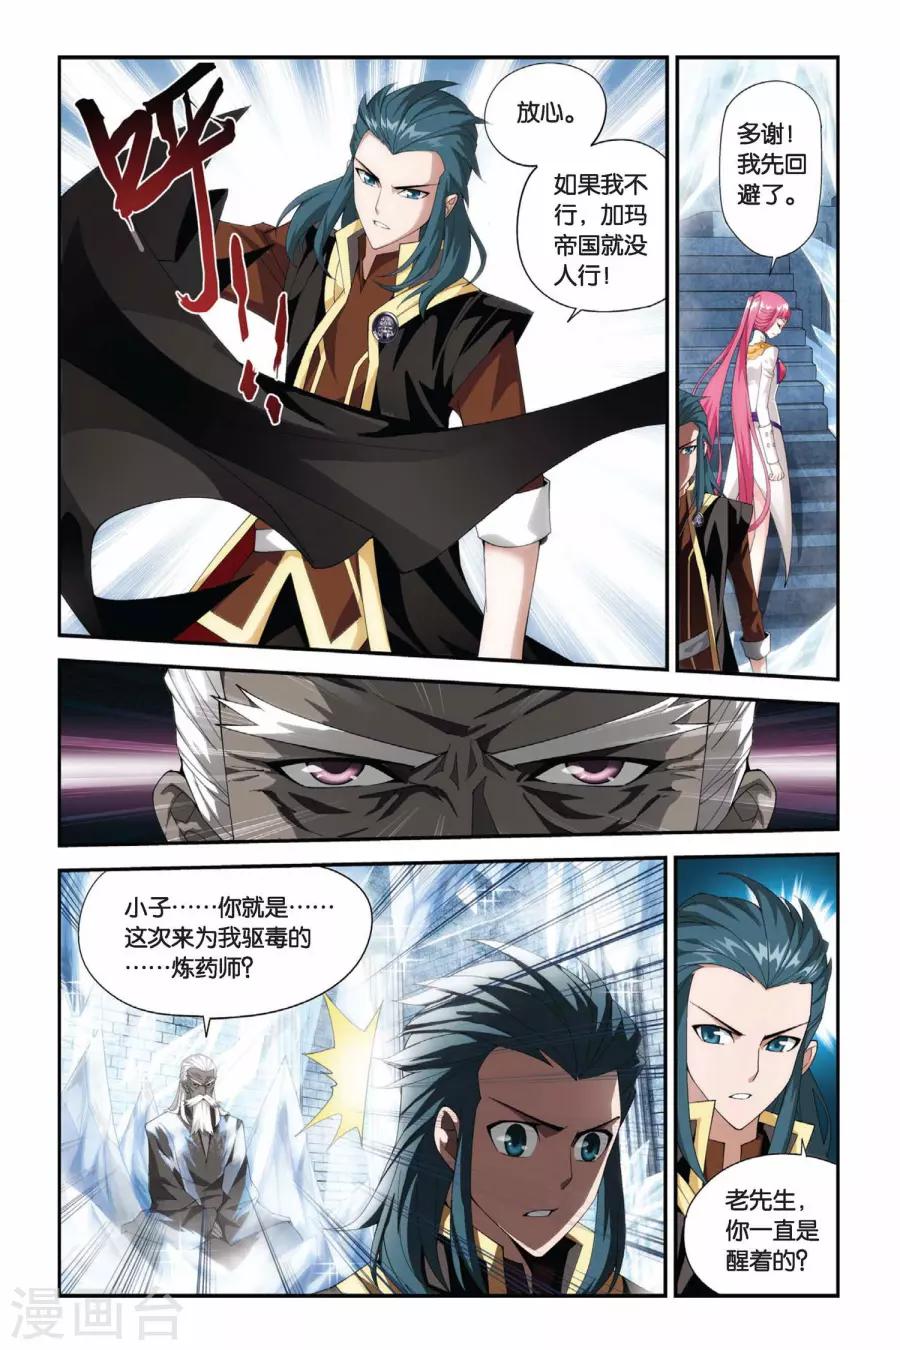 呼
放心。
如果我不
行，加玛
帝国就没
人行！
多谢！
我先回
避了。
小子……你就是……
这次来为我驱毒的
……炼药师？
老先生，
你一直是
醒着的？
漫画台